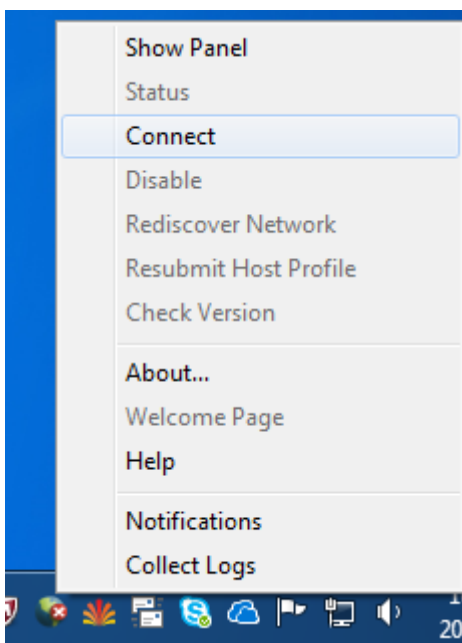 Show Panel
Status
Connect
Disable
Rediscover Network
Resubmit Host Profile
Check Version
About...
Welcome Page
Help
Notifications
Collect Logs
20